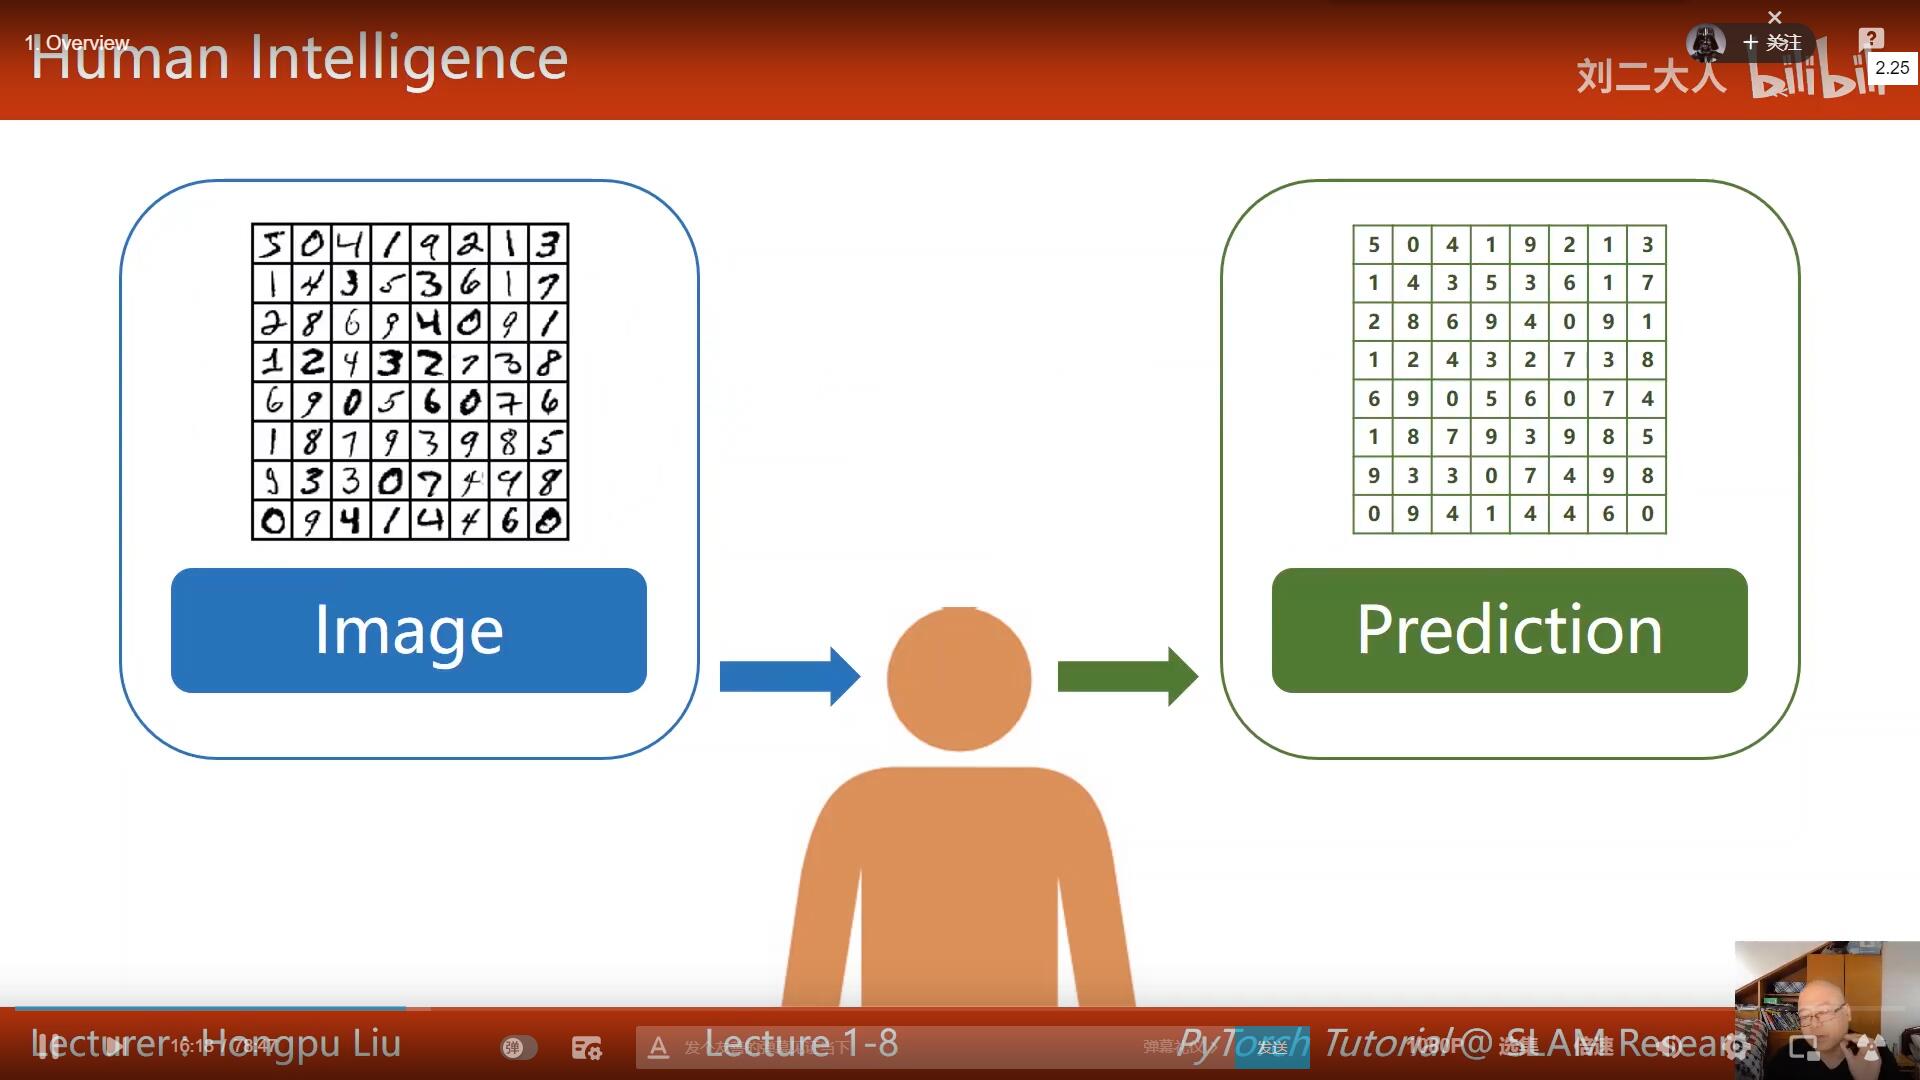 1. Overview
Human Intelligence
+ 关注
?
刘二大人 bilibili
2.25
5 0 4 1 9 2 1 3
1 4 3 5 3 6 1 7
2 8 6 9 4 0 9 1
1 2 4 3 2 7 3 8
6 9 0 5 6 0 7 6
1 8 7 9 3 9 8 5
9 3 3 0 7 4 9 8
0 9 4 1 4 4 6 0
Image
5 0 4 1 9 2 1 3
1 4 3 5 3 6 1 7
2 8 6 9 4 0 9 1
1 2 4 3 2 7 3 8
6 9 0 5 6 0 7 4
1 8 7 9 3 9 8 5
9 3 3 0 7 4 9 8
0 9 4 1 4 4 6 0
Prediction
Lecturer : Hongpu Liu
16:18 / 78:47
弹
A
Lecture 1-8
弹幕礼仪 >
发送
PyTorch Tutorial @ SLAM Resear
1080P
选集
倍速